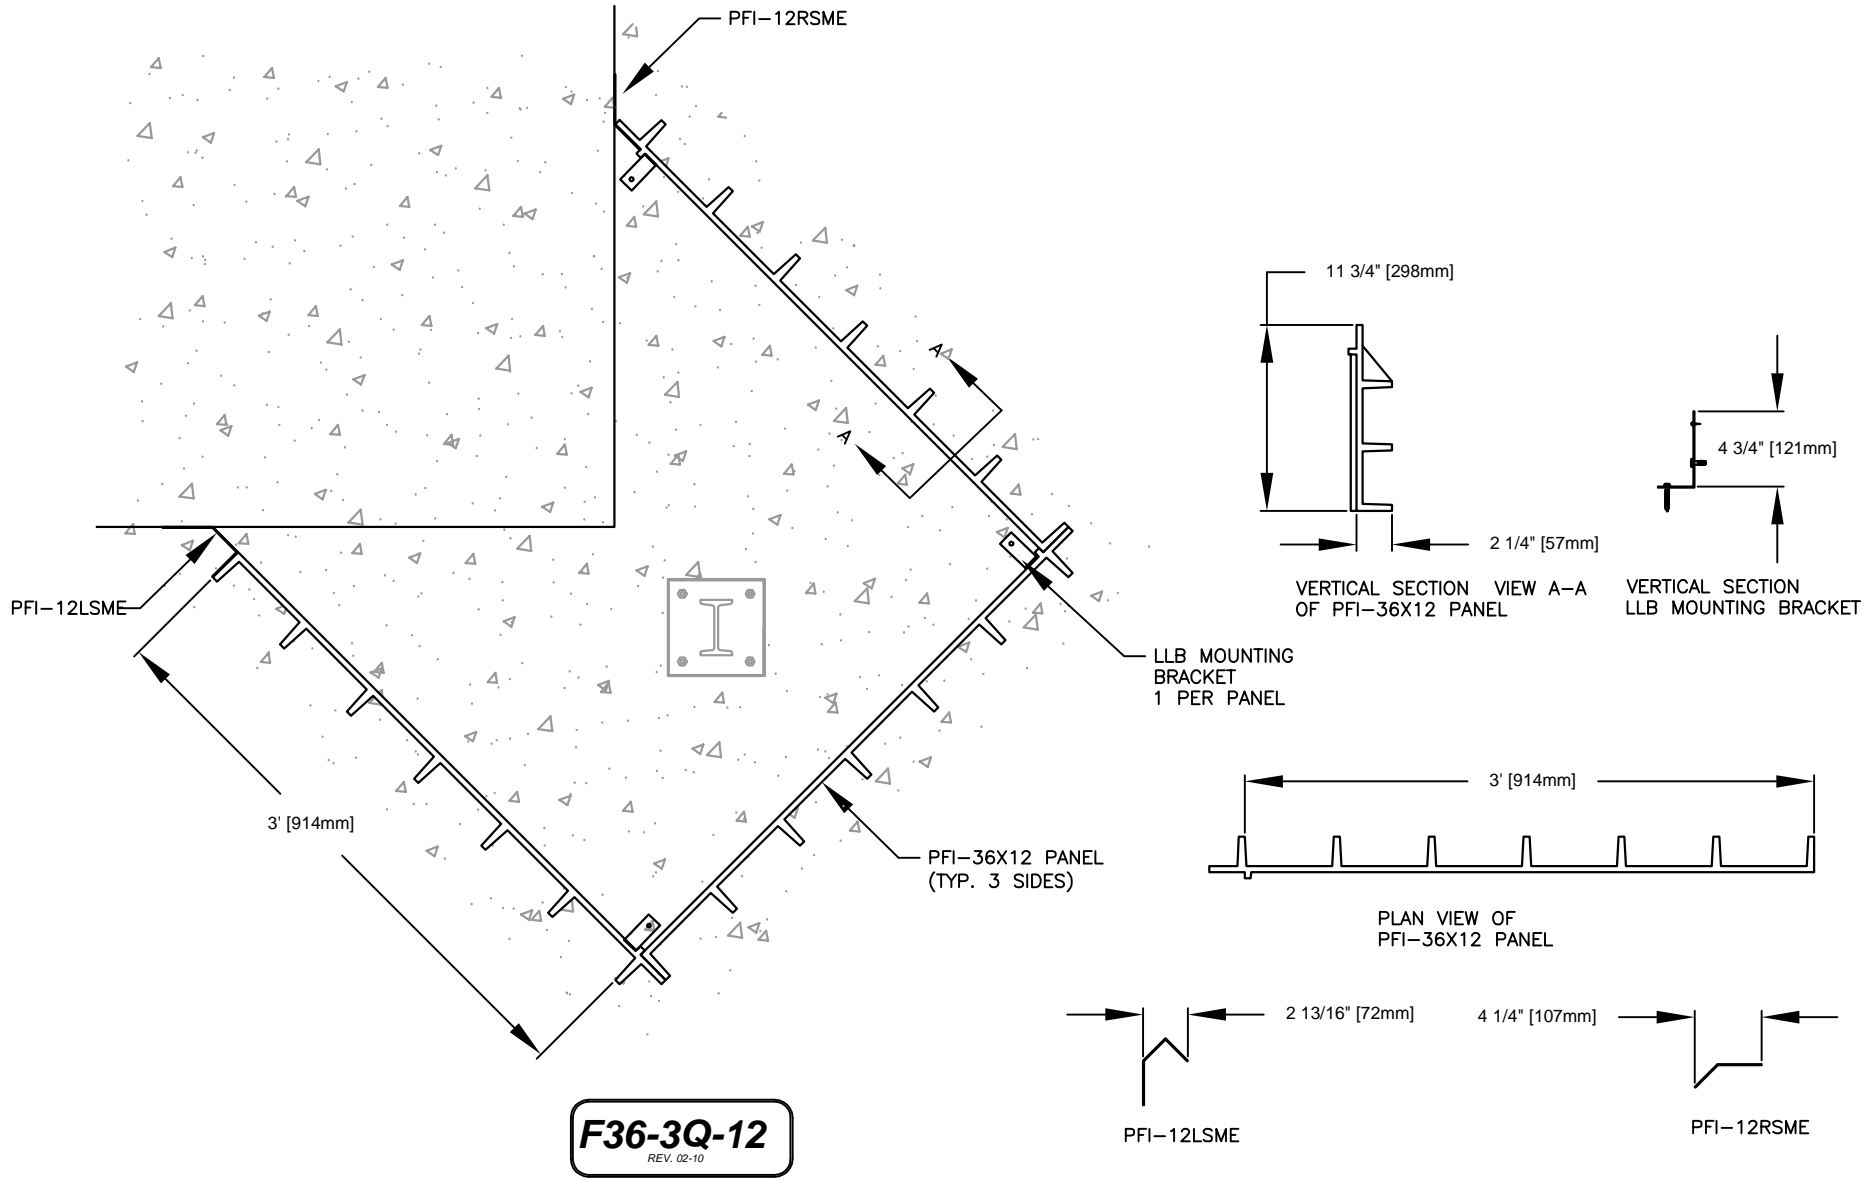 PFI-12RSME
11 3/4" [298mm]
A
A
4 3/4" [121mm]
2 1/4" [57mm]
VERTICAL SECTION VIEW A-A
OF PFI-36X12 PANEL
VERTICAL SECTION
LLB MOUNTING BRACKET
PFI-12LSME
LLB MOUNTING
BRACKET
1 PER PANEL
3' [914mm]
3' [914mm]
PFI-36X12 PANEL
(TYP. 3 SIDES)
PLAN VIEW OF
PFI-36X12 PANEL
2 13/16" [72mm]
4 1/4" [107mm]
PFI-12LSME
PFI-12RSME
F36-3Q-12
REV. 02-10